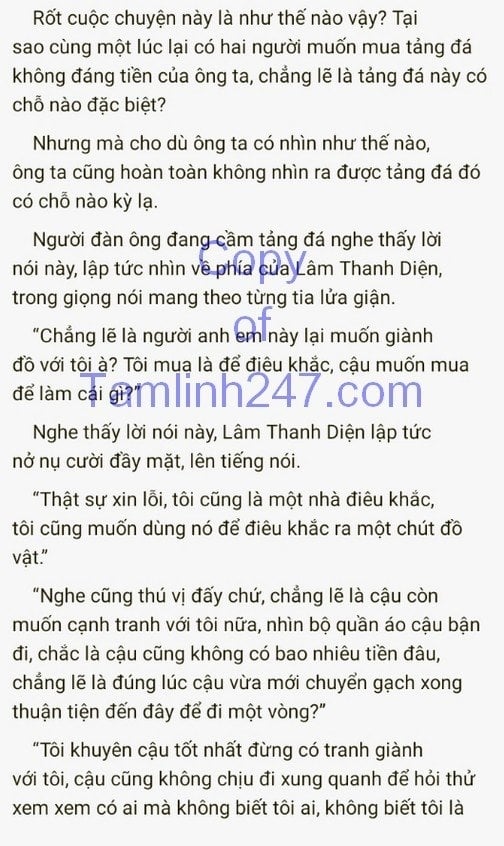 Rốt cuộc chuyện này là như thế nào vậy? Tại
sao cùng một lúc lại có hai người muốn mua tảng đá
không đáng tiền của ông ta, chẳng lẽ là tảng đá này có
chỗ nào đặc biệt?
Nhưng mà cho dù ông ta có nhìn như thế nào,
ông ta cũng hoàn toàn không nhìn ra được tảng đá đó
có chỗ nào kỳ lạ.
Người đàn ông đang cầm tảng đá nghe thấy lời
nói này, lập tức nhìn về phía của Lâm Thanh Diện,
trong giọng nói mang theo từng tia lửa giận.
“Chẳng lẽ là người anh em này lại muốn giành
đồ với tôi à? Tôi mua là để điêu khắc, cậu muốn mua
để làm cái gì?”
Nghe thấy lời nói này, Lâm Thanh Diện lập tức
nở nụ cười đầy mặt, lên tiếng nói.
“Thật sự xin lỗi, tôi cũng là một nhà điêu khắc,
tôi cũng muốn dùng nó để điêu khắc ra một chút đồ
vật.”
“Nghe cũng thú vị đấy chứ, chẳng lẽ là cậu còn
muốn cạnh tranh với tôi nữa, nhìn bộ quần áo cậu bận
đi, chắc là cậu cũng không có bao nhiêu tiền đâu,
chẳng lẽ là đúng lúc cậu vừa mới chuyển gạch xong
thuận tiện đến đây để đi một vòng?”
“Tôi khuyên cậu tốt nhất đừng có tranh giành
với tôi, cậu cũng không chịu đi xung quanh để hỏi thử
xem xem có ai mà không biết tôi ai, không biết tôi là
Copy
of
Tamlinh247.com